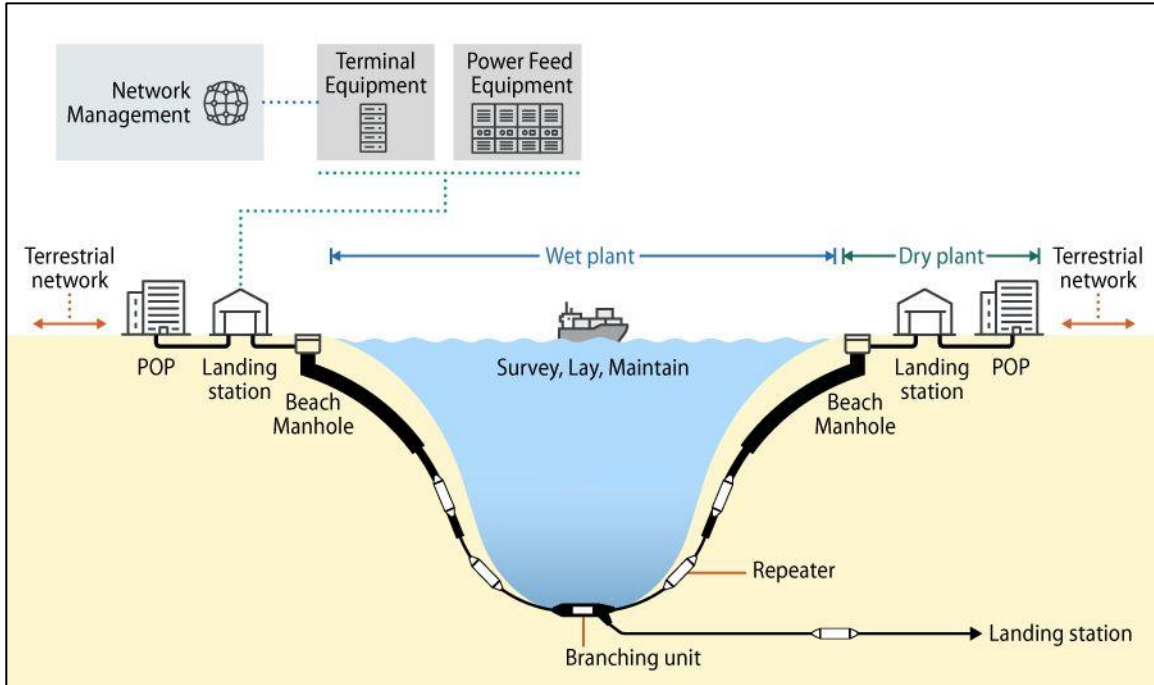 Network
Management
Terminal
Equipment
Power Feed
Equipment
Terrestrial
network
Wet plant
Dry plant
Terrestrial
network
POP
Landing
station
Beach
Manhole
Survey, Lay, Maintain
Beach
Manhole
Landing
station
POP
Repeater
Branching unit
Landing station